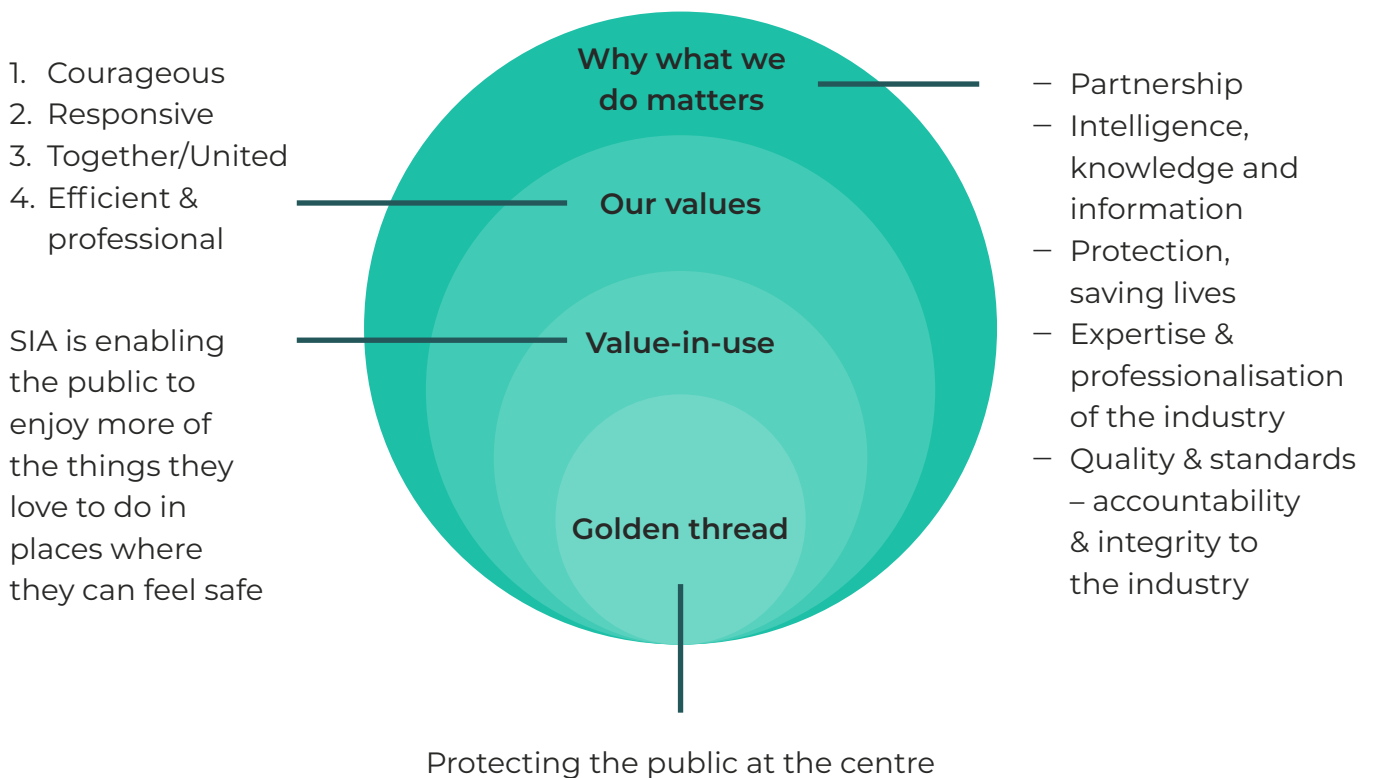 1. Courageous
2. Responsive
3. Together/United
4. Efficient &
professional
SIA is enabling
the public to
enjoy more of
the things they
love to do in
places where
they can feel safe
Why what we
do matters
Our values
Value-in-use
Golden thread
– Partnership
– Intelligence,
knowledge and
information
– Protection,
saving lives
– Expertise &
professionalisation
of the industry
– Quality & standards
– accountability
& integrity to
the industry
Protecting the public at the centre